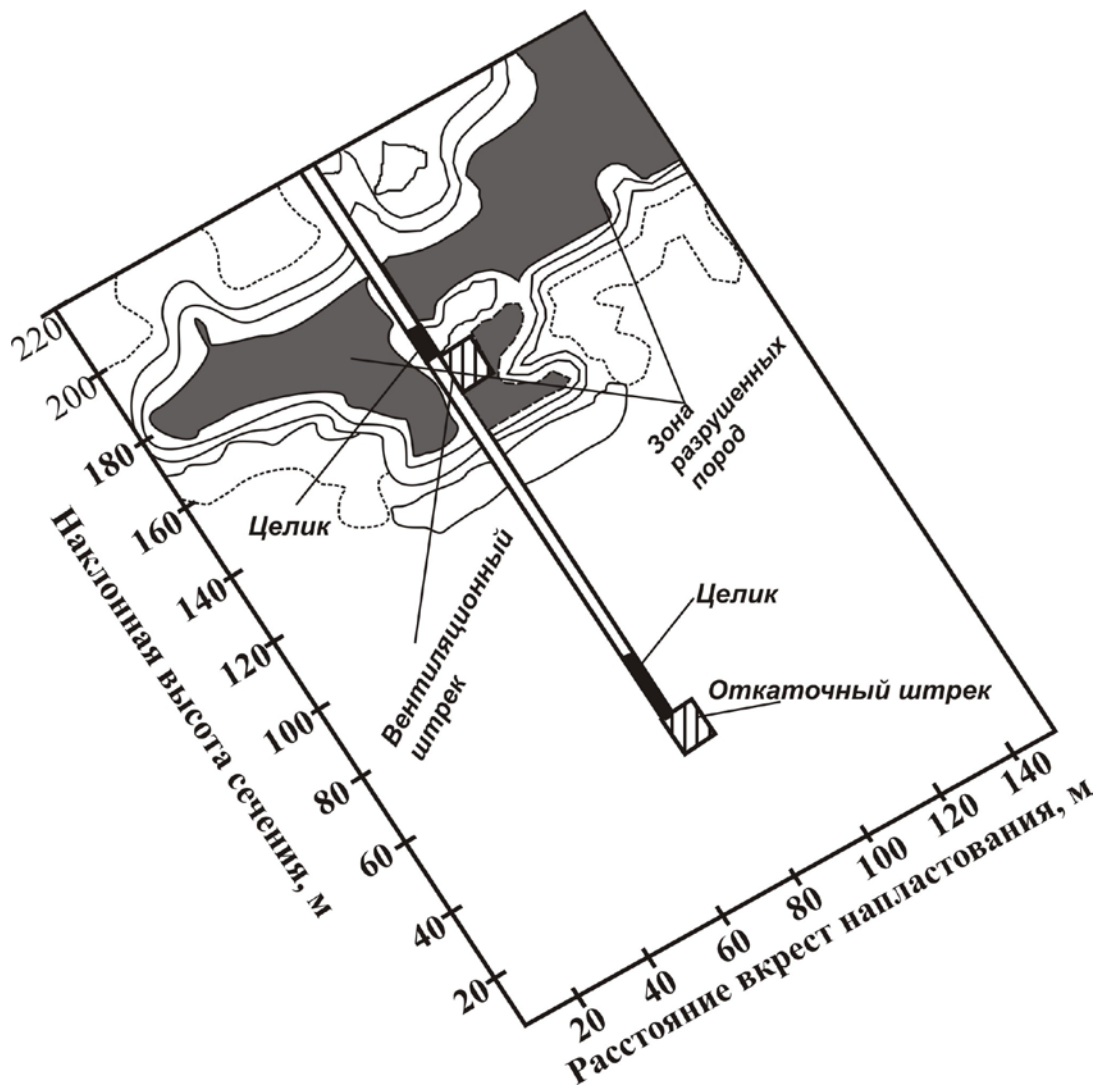 220
200
180
160
140
120
100
80
60
40
20
Наклонная высота сечения, м
20
40
60
80
100
120
140
Расстояние вкрест напластования, м
Целик
Вентиляционный
штрек
Зона
разрушенных
пород
Целик
Откаточный штрек